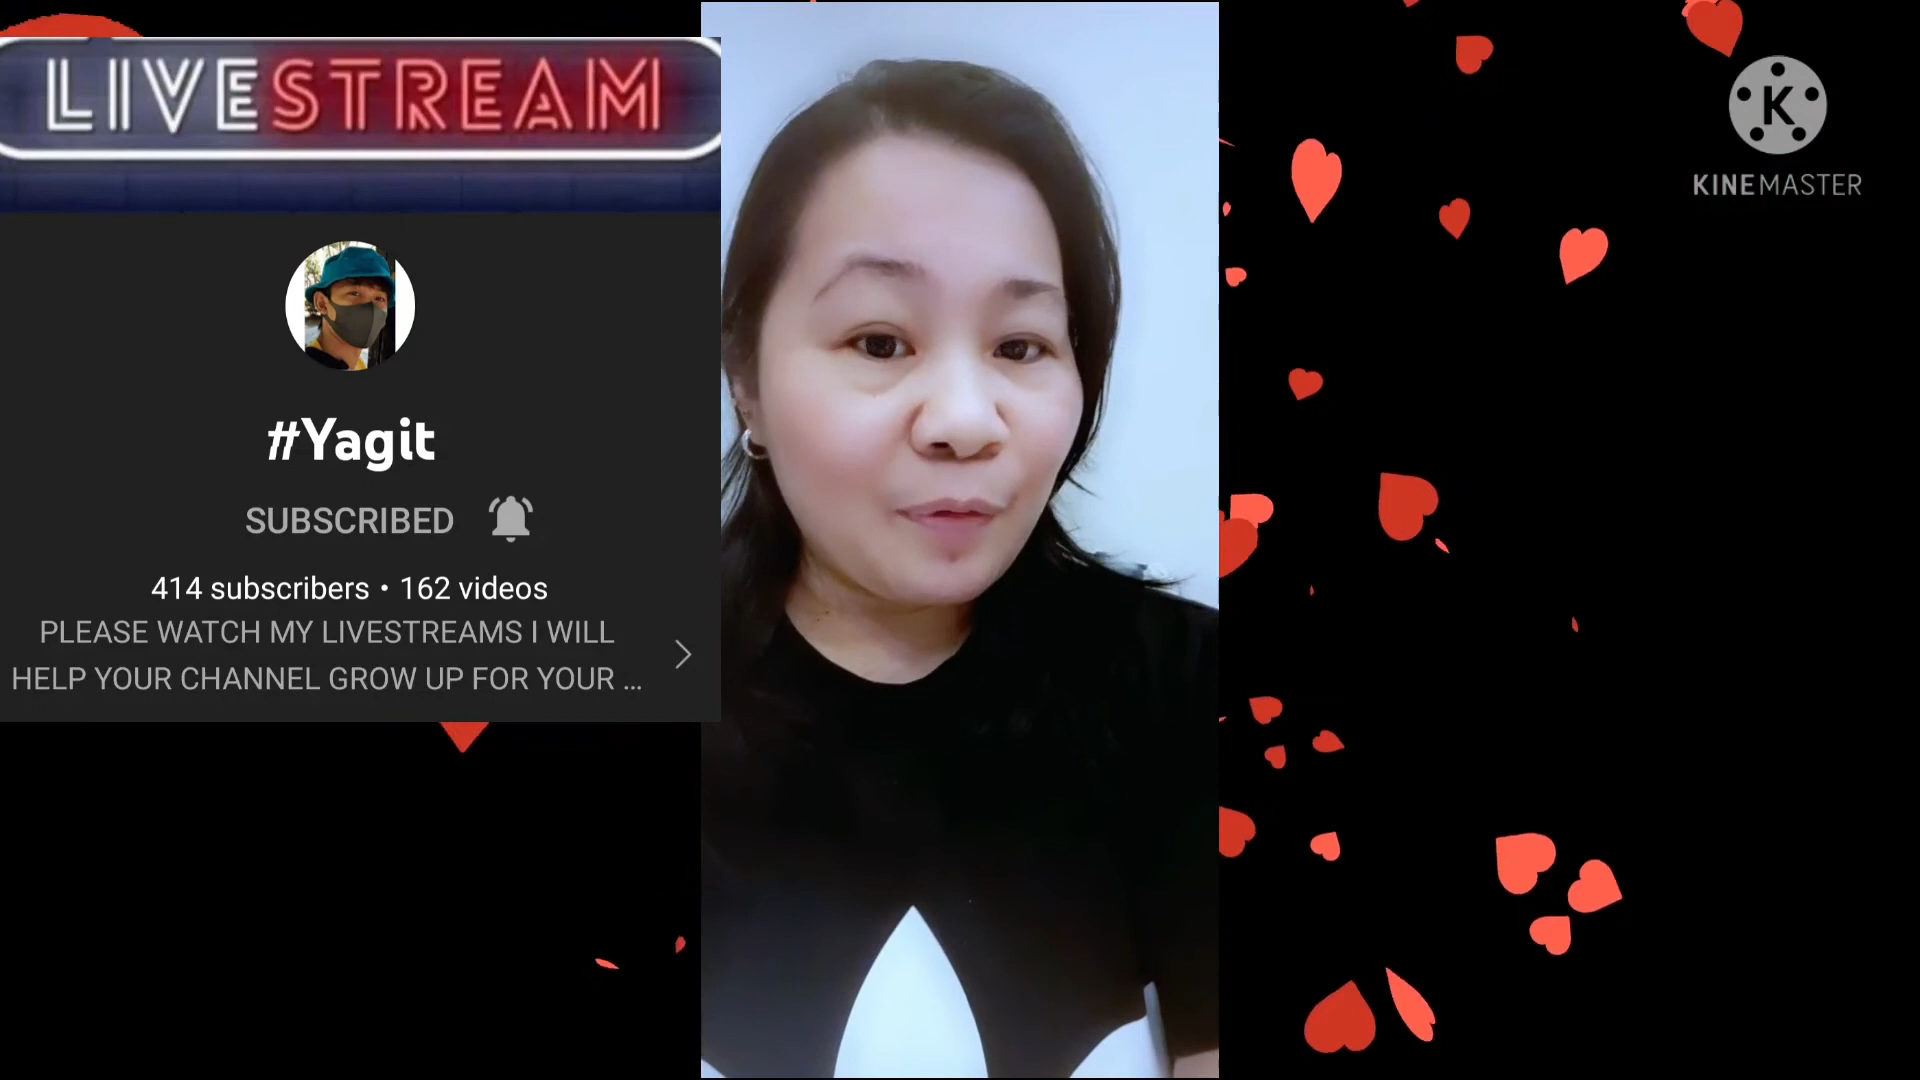 LIVESTREAM
#Yagit
SUBSCRIBED
414 subscribers • 162 videos
PLEASE WATCH MY LIVESTREAMS I WILL
HELP YOUR CHANNEL GROW UP FOR YOUR ...
K
KINEMASTER